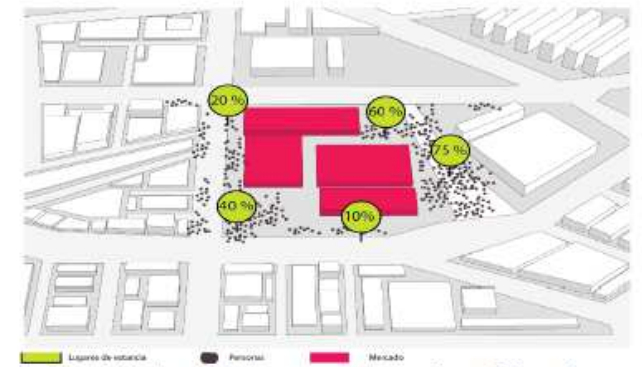 20 %
60 %
75 %
40 %
10%
Lugares de estancia
Personas
Mercado